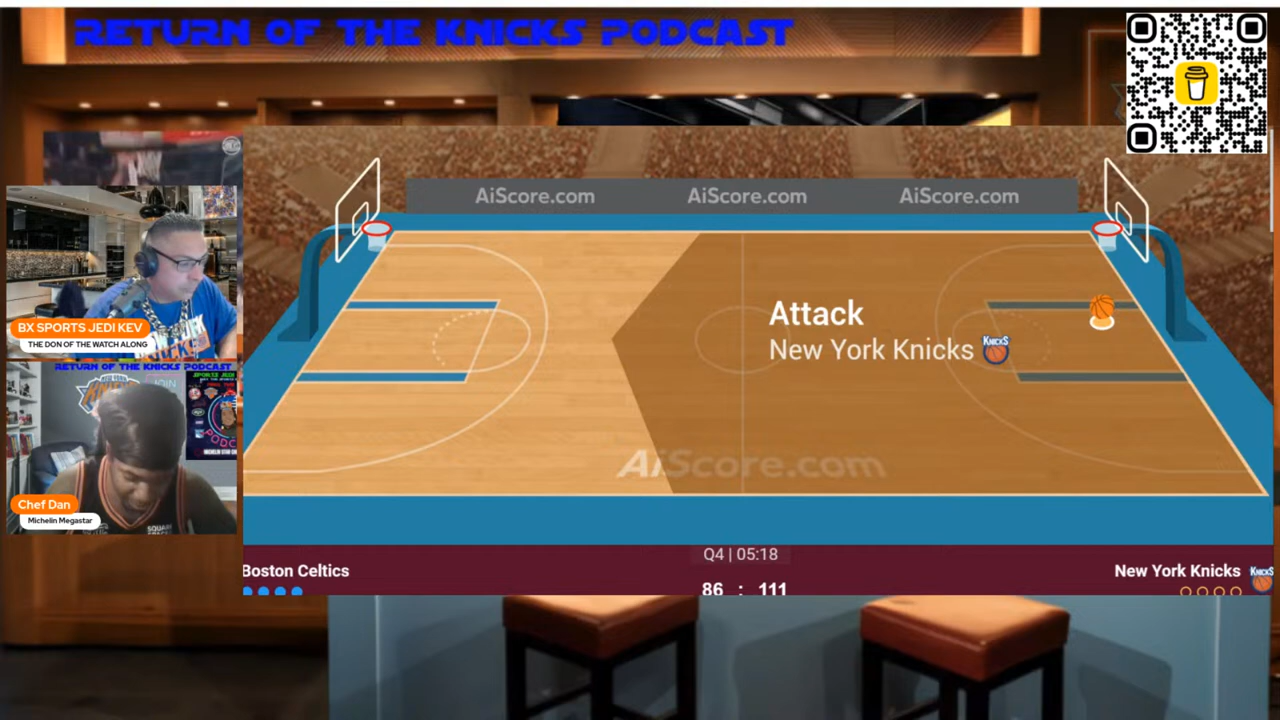 RETURN OF THE KNICKS PODCAST
AiScore.com AiScore.com AiScore.com
BX SPORTS JEDI KEV
THE DON OF THE WATCH ALONG
RETURN OF THE KNICKS PODCAST
Chef Dan
Michelin Megastar
Attack
New York Knicks
KNICKS
AiScore.com
Q4 | 05:18
Boston Celtics
86 : 111
New York Knicks
KNICKS